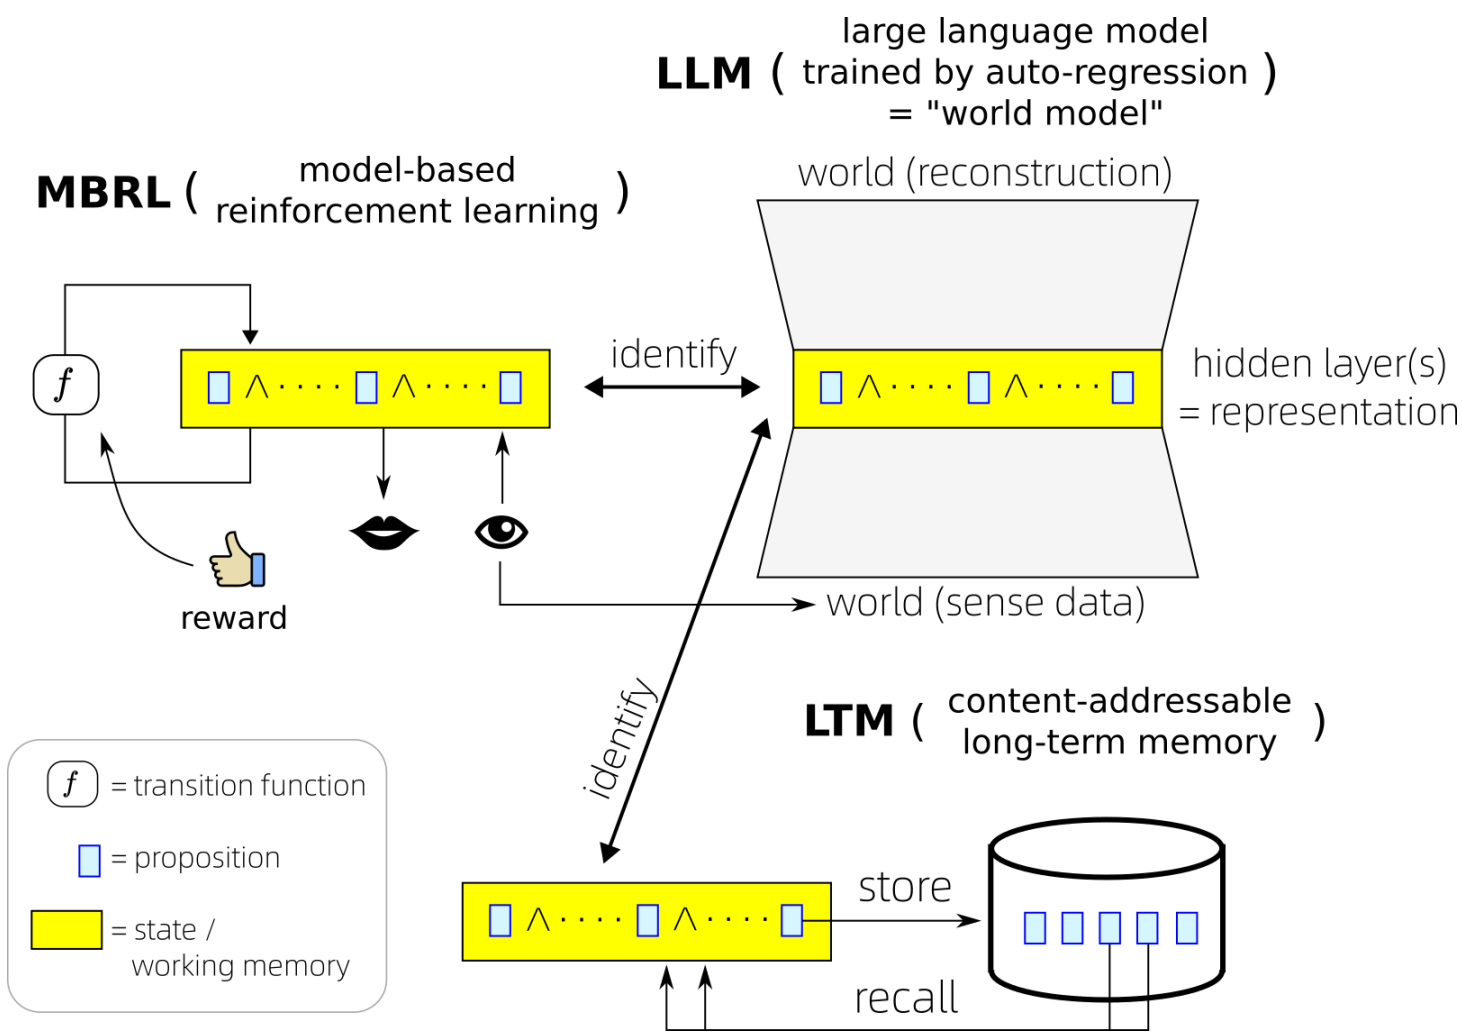 large language model
LLM ( trained by auto-regression )
= "world model"
world (reconstruction)
model-based
MBRL ( reinforcement learning )
f
∧ · · · · ∧ · · · ·
identify
∧ · · · · ∧ · · · ·
hidden layer(s)
= representation
reward
world (sense data)
identify
content-addressable
LTM ( long-term memory )
f = transition function
= proposition
= state /
working memory
∧ · · · · ∧ · · · ·
store
recall